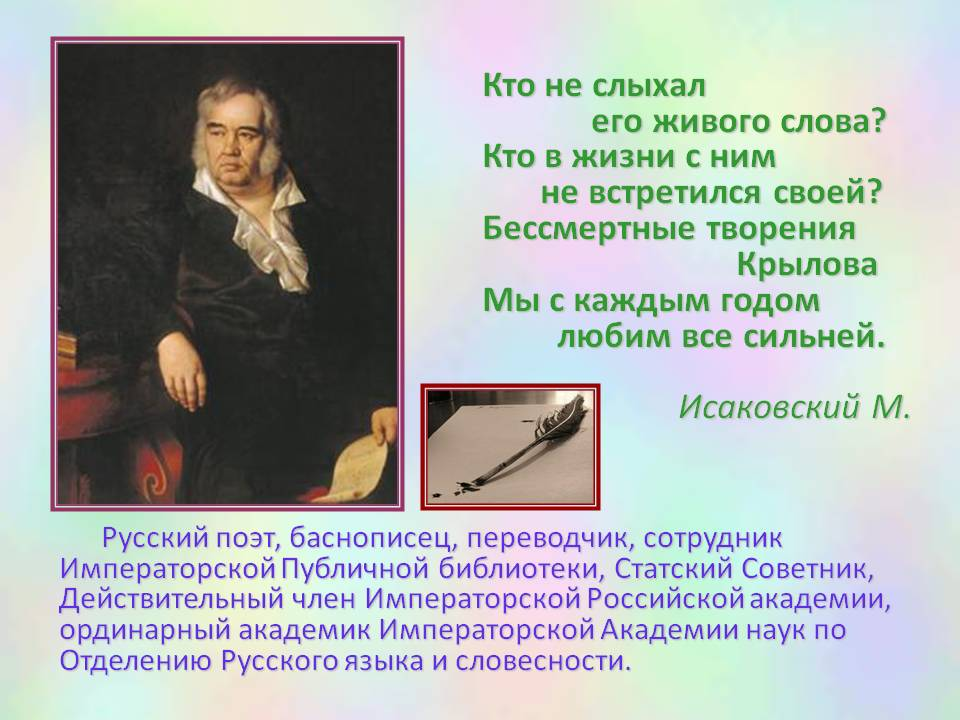 Кто не слыхал
его живого слова?
Кто в жизни с ним
не встретился своей?
Бессмертные творения
Крылова
Мы с каждым годом
любим все сильней.
Исаковский М.
Русский поэт, баснописец, переводчик, сотрудник
Императорской Публичной библиотеки, Статский Советник,
Действительный член Императорской Российской академии,
ординарный академик Императорской Академии наук по
Отделению Русского языка и словесности.